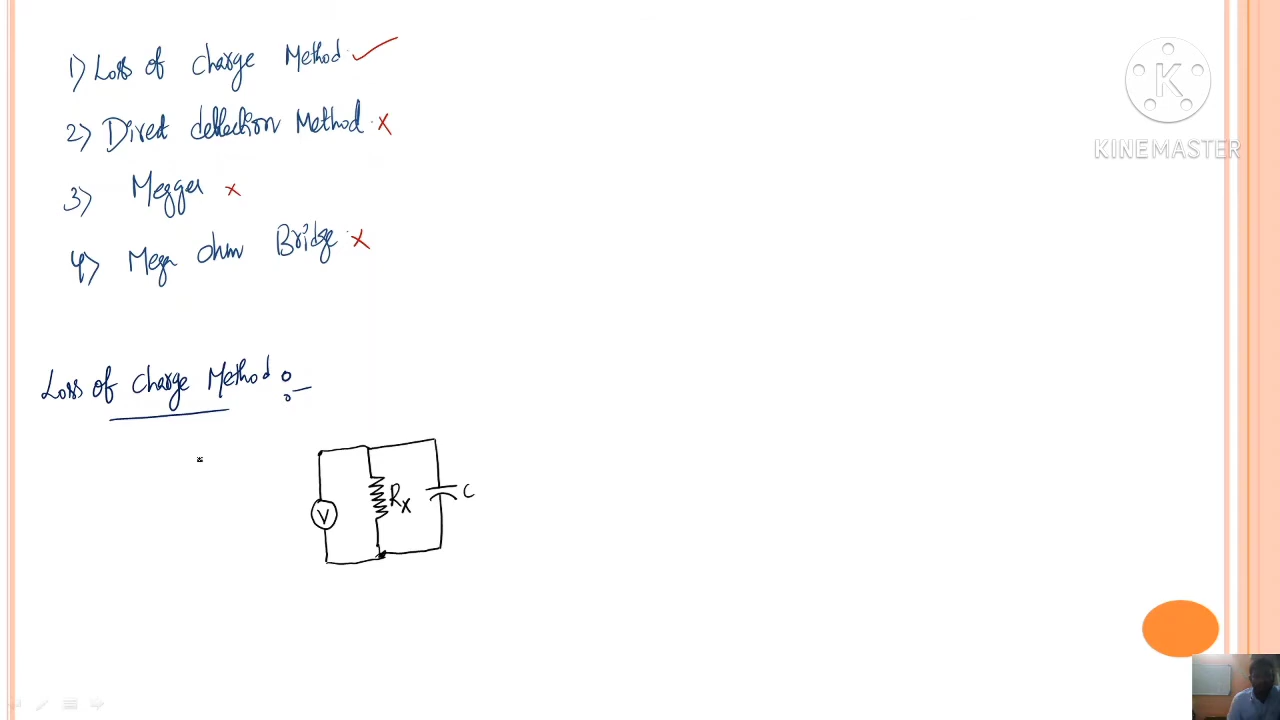 1) Loss of Charge Method
2) Direct deflection Method
3) Megger
4) Mega ohm Bridge
K
KINEMASTER
Loss of Charge Method :-
V
Rx
C